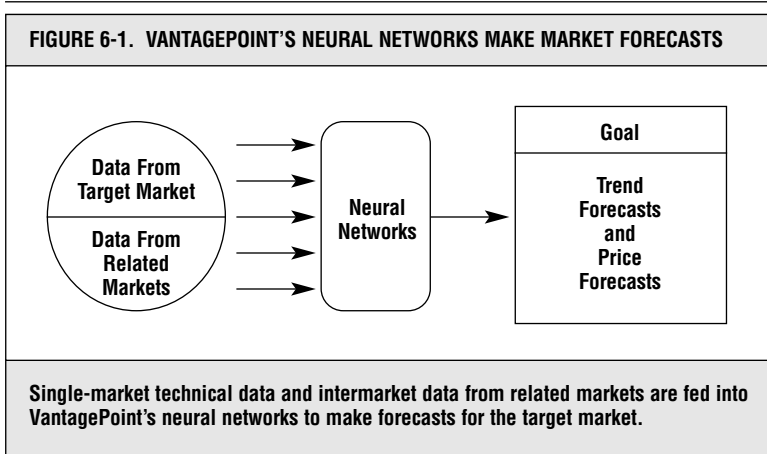 FIGURE 6-1. VANTAGEPOINT'S NEURAL NETWORKS MAKE MARKET FORECASTS
Data From
Target Market
Data From
Related
Markets
Neural
Networks
Goal
Trend
Forecasts
and
Price
Forecasts
Single-market technical data and intermarket data from related markets are fed into
VantagePoint's neural networks to make forecasts for the target market.